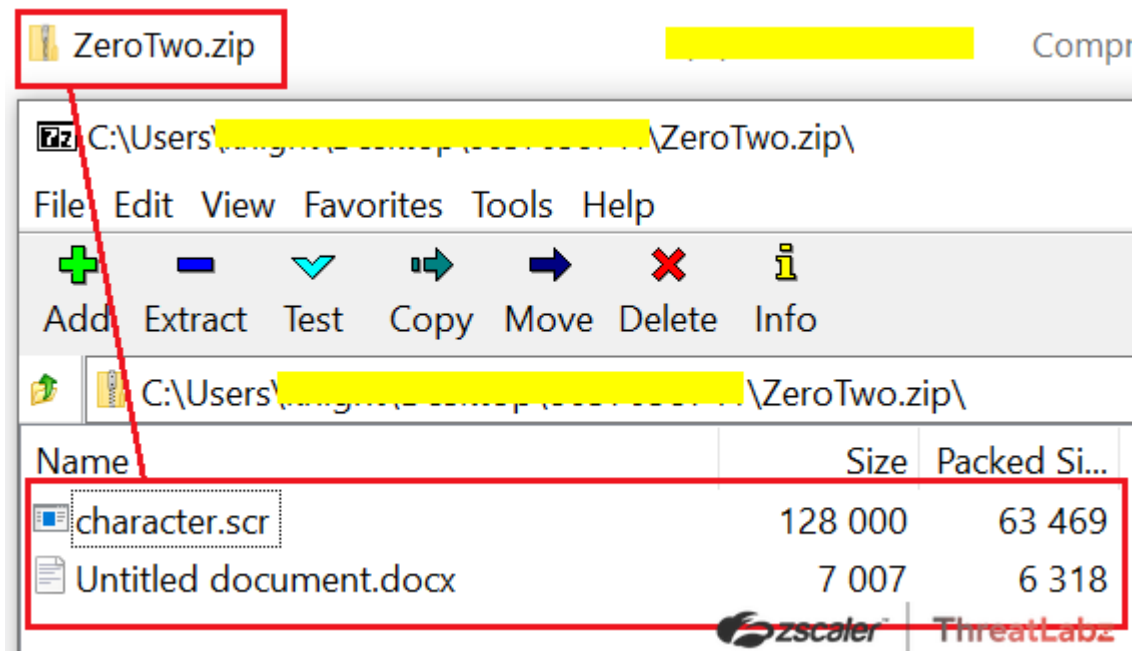 ZeroTwo.zip Compr
C:\Users\ \ZeroTwo.zip\
File Edit View Favorites Tools Help
Add Extract Test Copy Move Delete Info
C:\Users\ \ZeroTwo.zip\
Name Size Packed Si...
character.scr 128 000 63 469
Untitled document.docx 7 007 6 318
zscaler ThreatLabz